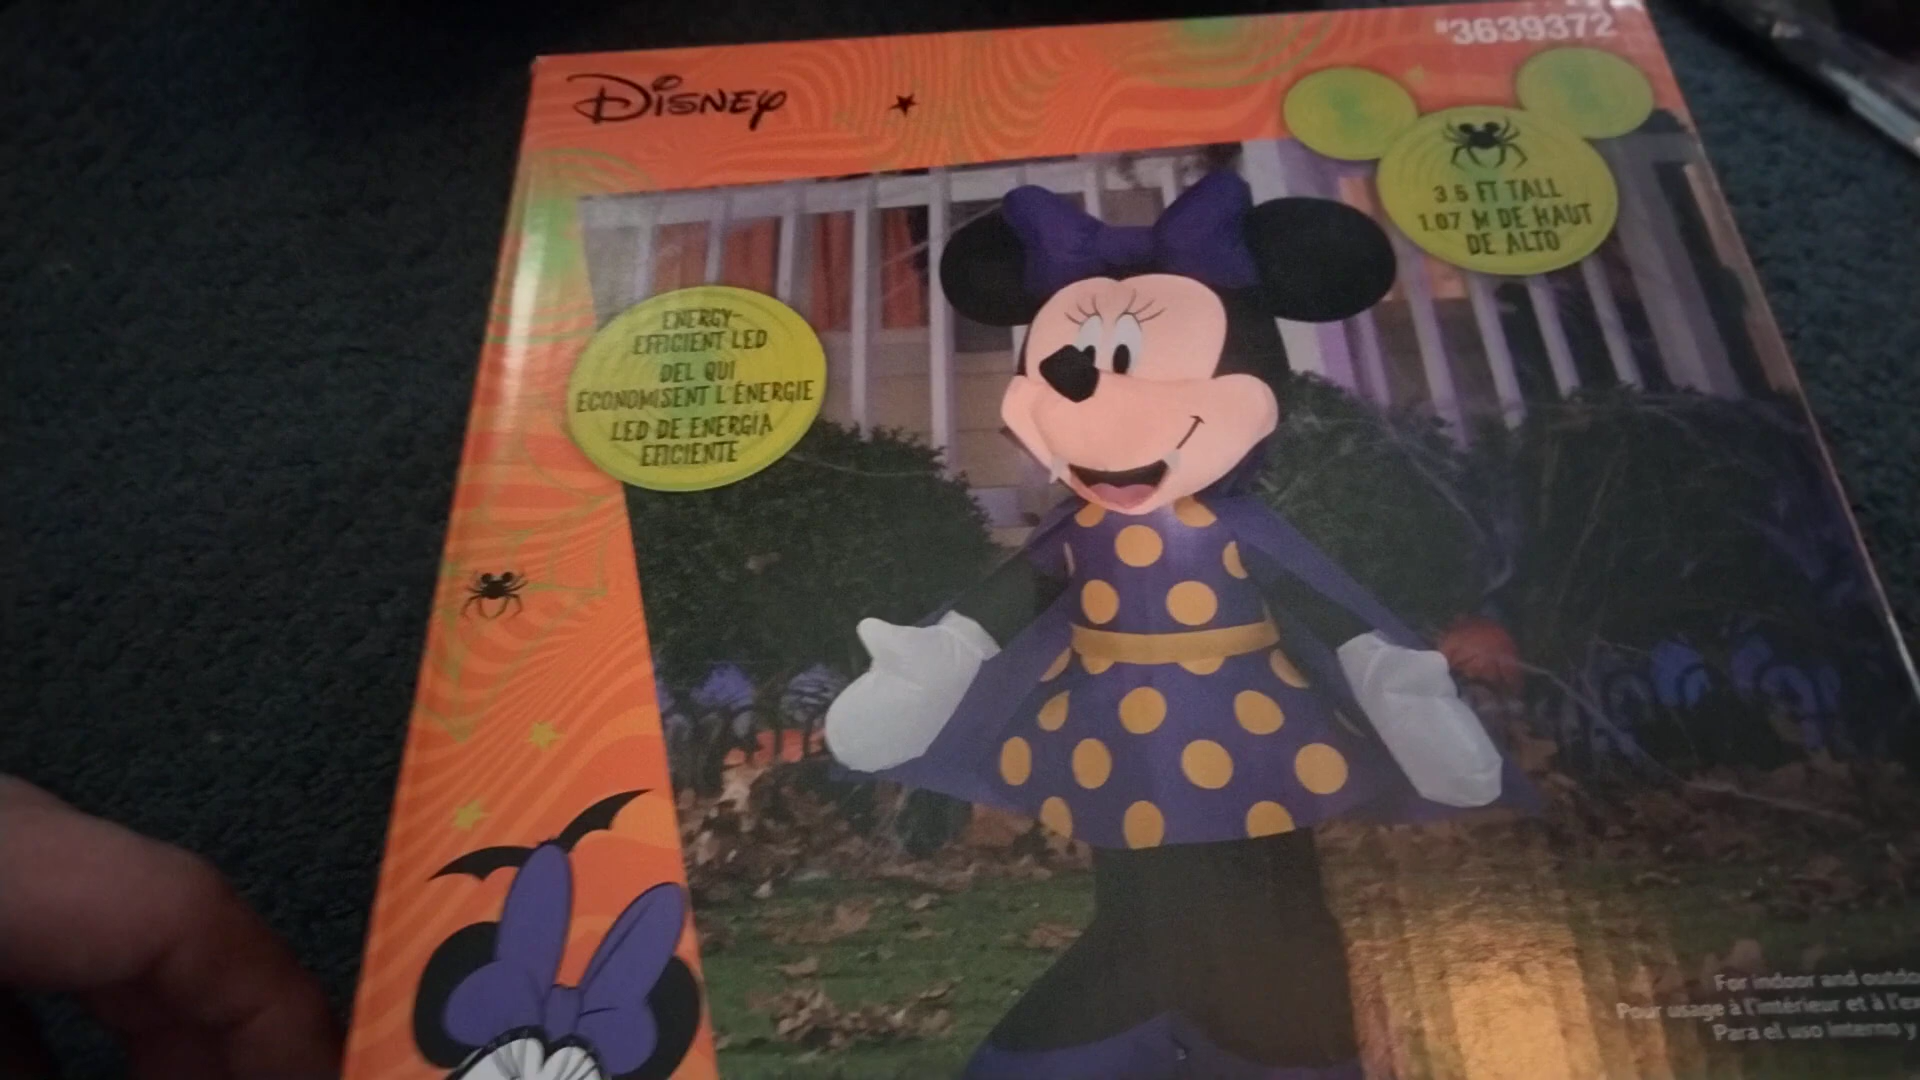 #3639372
Disney
3.5 FT TALL
1.07 M DE HAUT
DE ALTO
ENERGY-
EFFICIENT LED
DEL QUI
ÉCONOMISENT L'ÉNERGIE
LED DE ENERGÍA
EFICIENTE
For indoor and outdo
Pour usage à l'intérieur et à l'ex
Para el uso interno y